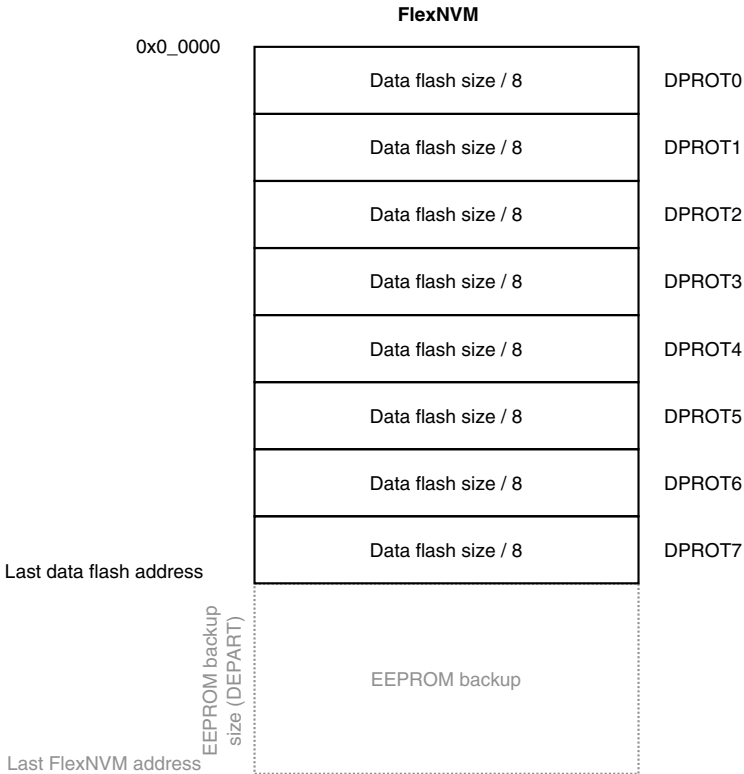 FlexNVM
0x0_0000
Data flash size / 8 DPROT0
Data flash size / 8 DPROT1
Data flash size / 8 DPROT2
Data flash size / 8 DPROT3
Data flash size / 8 DPROT4
Data flash size / 8 DPROT5
Data flash size / 8 DPROT6
Data flash size / 8 DPROT7
Last data flash address
EEPROM backup
size (DEPART)
EEPROM backup
Last FlexNVM address